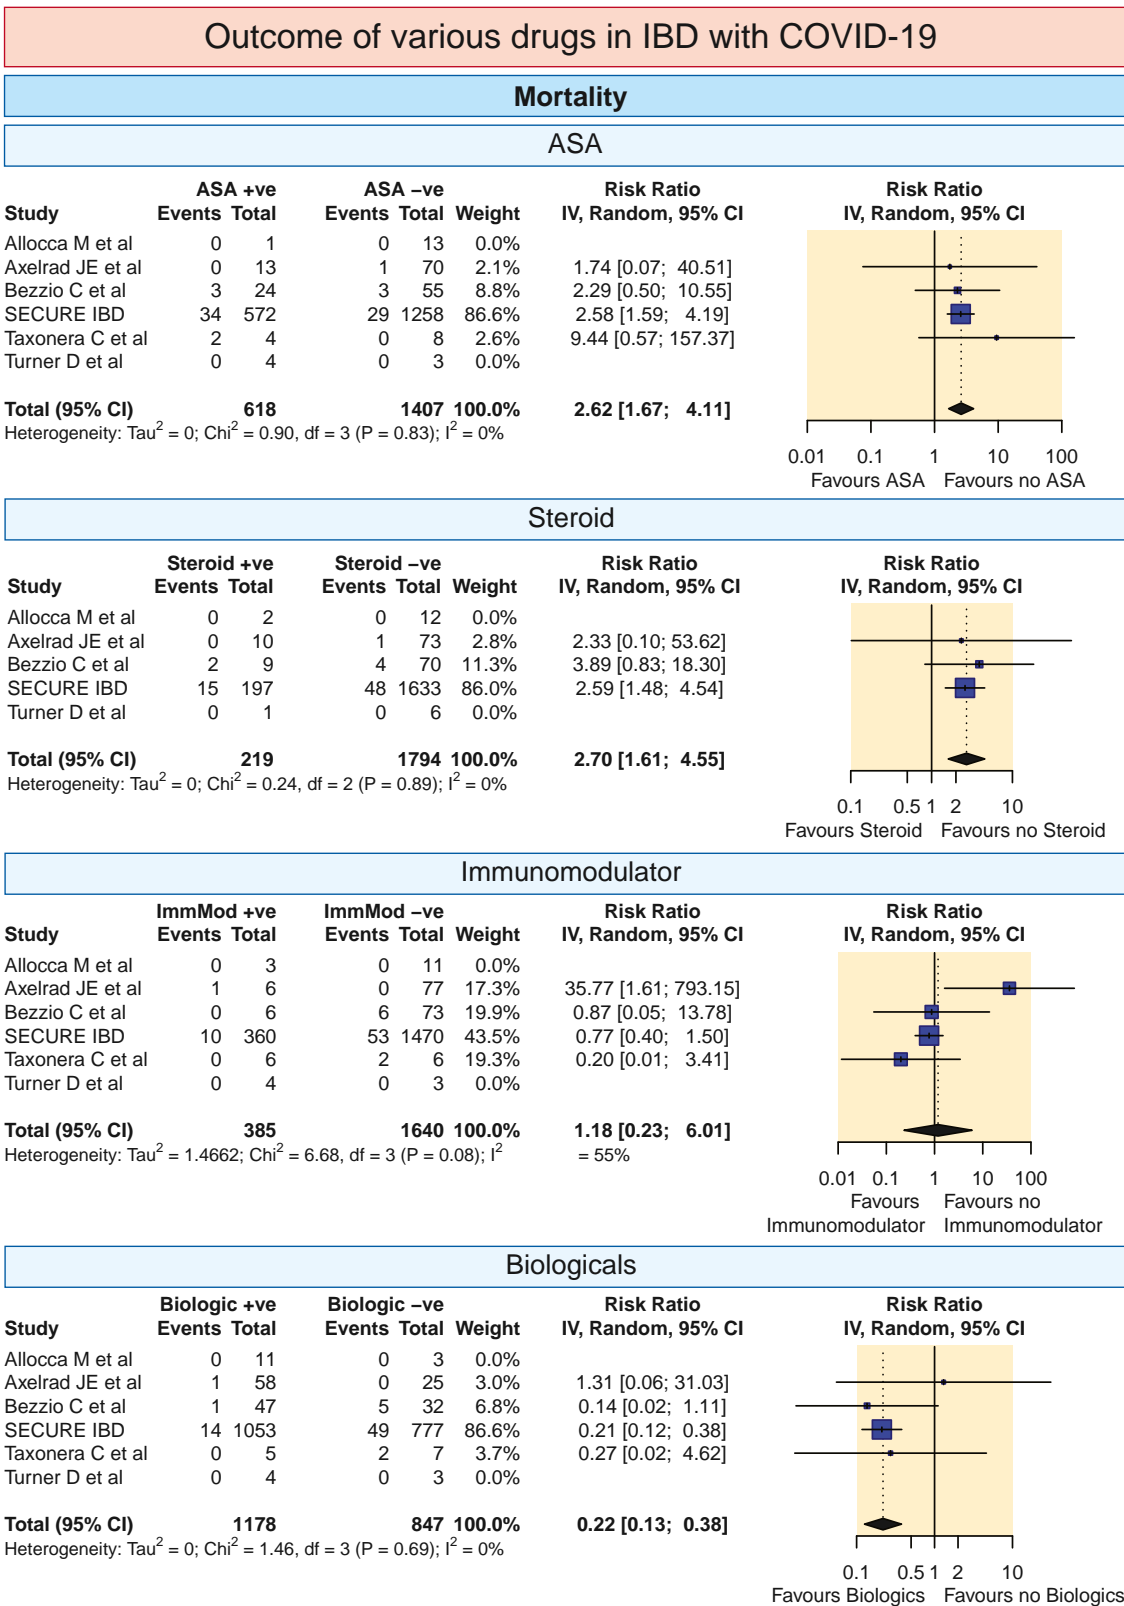 Outcome of various drugs in IBD with COVID-19
Mortality
ASA
ASA +ve ASA −ve Risk Ratio Risk Ratio
Study Events Total Events Total Weight IV, Random, 95% CI IV, Random, 95% CI
Allocca M et al 0 1 0 13 0.0%
Axelrad JE et al 0 13 1 70 2.1% 1.74 [0.07; 40.51]
Bezzio C et al 3 24 3 55 8.8% 2.29 [0.50; 10.55]
SECURE IBD 34 572 29 1258 86.6% 2.58 [1.59; 4.19]
Taxonera C et al 2 4 0 8 2.6% 9.44 [0.57; 157.37]
Turner D et al 0 4 0 3 0.0%
Total (95% CI) 618 1407 100.0% 2.62 [1.67; 4.11]
Heterogeneity: Tau² = 0; Chi² = 0.90, df = 3 (P = 0.83); I² = 0%
0.01 0.1 1 10 100
Favours ASA Favours no ASA
Steroid
Steroid +ve Steroid −ve Risk Ratio Risk Ratio
Study Events Total Events Total Weight IV, Random, 95% CI IV, Random, 95% CI
Allocca M et al 0 2 0 12 0.0%
Axelrad JE et al 0 10 1 73 2.8% 2.33 [0.10; 53.62]
Bezzio C et al 2 9 4 70 11.3% 3.89 [0.83; 18.30]
SECURE IBD 15 197 48 1633 86.0% 2.59 [1.48; 4.54]
Turner D et al 0 1 0 6 0.0%
Total (95% CI) 219 1794 100.0% 2.70 [1.61; 4.55]
Heterogeneity: Tau² = 0; Chi² = 0.24, df = 2 (P = 0.89); I² = 0%
0.1 0.5 1 2 10
Favours Steroid Favours no Steroid
Immunomodulator
ImmMod +ve ImmMod −ve Risk Ratio Risk Ratio
Study Events Total Events Total Weight IV, Random, 95% CI IV, Random, 95% CI
Allocca M et al 0 3 0 11 0.0%
Axelrad JE et al 1 6 0 77 17.3% 35.77 [1.61; 793.15]
Bezzio C et al 0 6 6 73 19.9% 0.87 [0.05; 13.78]
SECURE IBD 10 360 53 1470 43.5% 0.77 [0.40; 1.50]
Taxonera C et al 0 6 2 6 19.3% 0.20 [0.01; 3.41]
Turner D et al 0 4 0 3 0.0%
Total (95% CI) 385 1640 100.0% 1.18 [0.23; 6.01]
Heterogeneity: Tau² = 1.4662; Chi² = 6.68, df = 3 (P = 0.08); I² = 55%
0.01 0.1 1 10 100
Favours Favours no
Immunomodulator Immunomodulator
Biologicals
Biologic +ve Biologic −ve Risk Ratio Risk Ratio
Study Events Total Events Total Weight IV, Random, 95% CI IV, Random, 95% CI
Allocca M et al 0 11 0 3 0.0%
Axelrad JE et al 1 58 0 25 3.0% 1.31 [0.06; 31.03]
Bezzio C et al 1 47 5 32 6.8% 0.14 [0.02; 1.11]
SECURE IBD 14 1053 49 777 86.6% 0.21 [0.12; 0.38]
Taxonera C et al 0 5 2 7 3.7% 0.27 [0.02; 4.62]
Turner D et al 0 4 0 3 0.0%
Total (95% CI) 1178 847 100.0% 0.22 [0.13; 0.38]
Heterogeneity: Tau² = 0; Chi² = 1.46, df = 3 (P = 0.69); I² = 0%
0.1 0.5 1 2 10
Favours Biologics Favours no Biologics